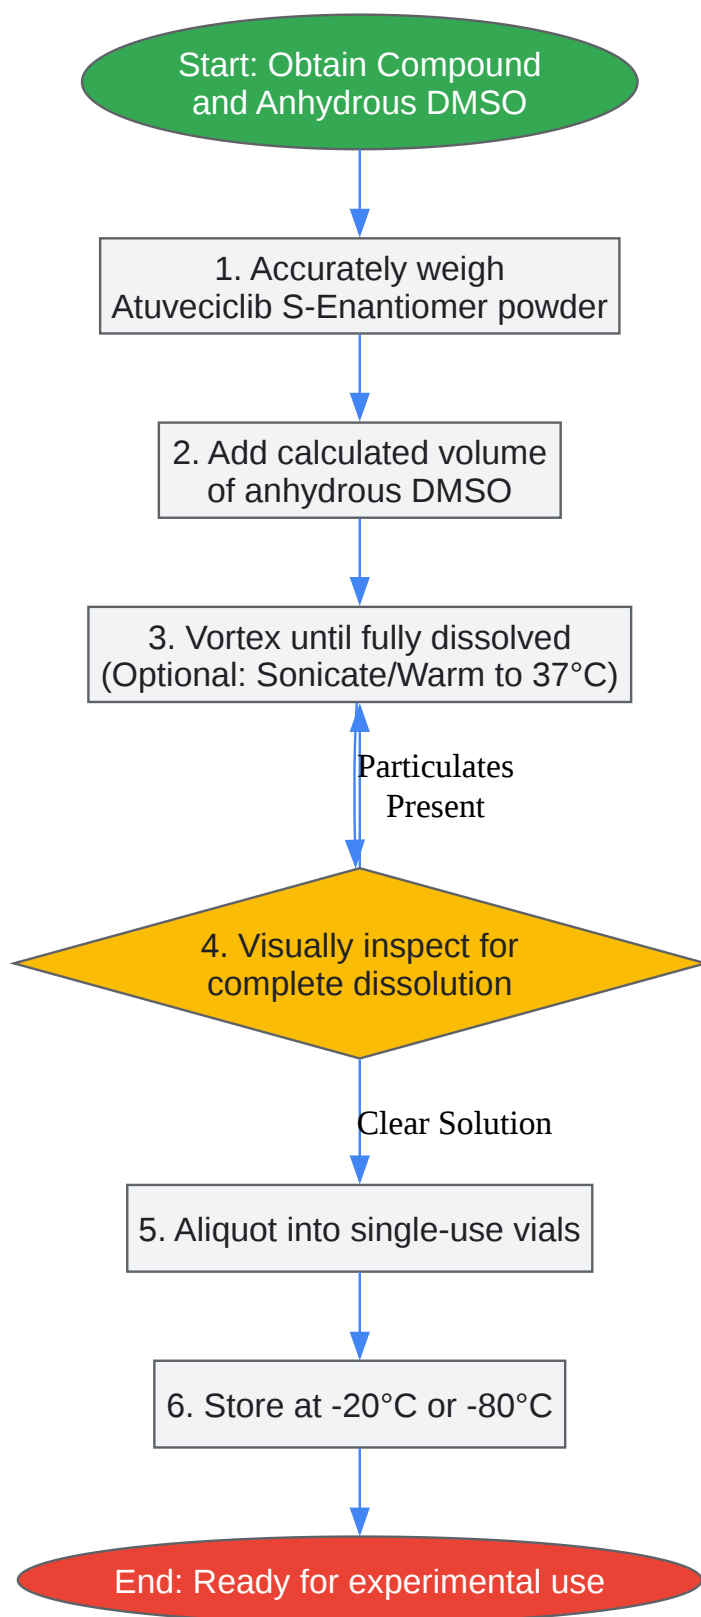 Start: Obtain Compound
and Anhydrous DMSO
1. Accurately weigh
Atuveciclib S-Enantiomer powder
2. Add calculated volume
of anhydrous DMSO
3. Vortex until fully dissolved
(Optional: Sonicate/Warm to 37°C)
Particulates
Present
4. Visually inspect for
complete dissolution
Clear Solution
5. Aliquot into single-use vials
6. Store at -20°C or -80°C
End: Ready for experimental use